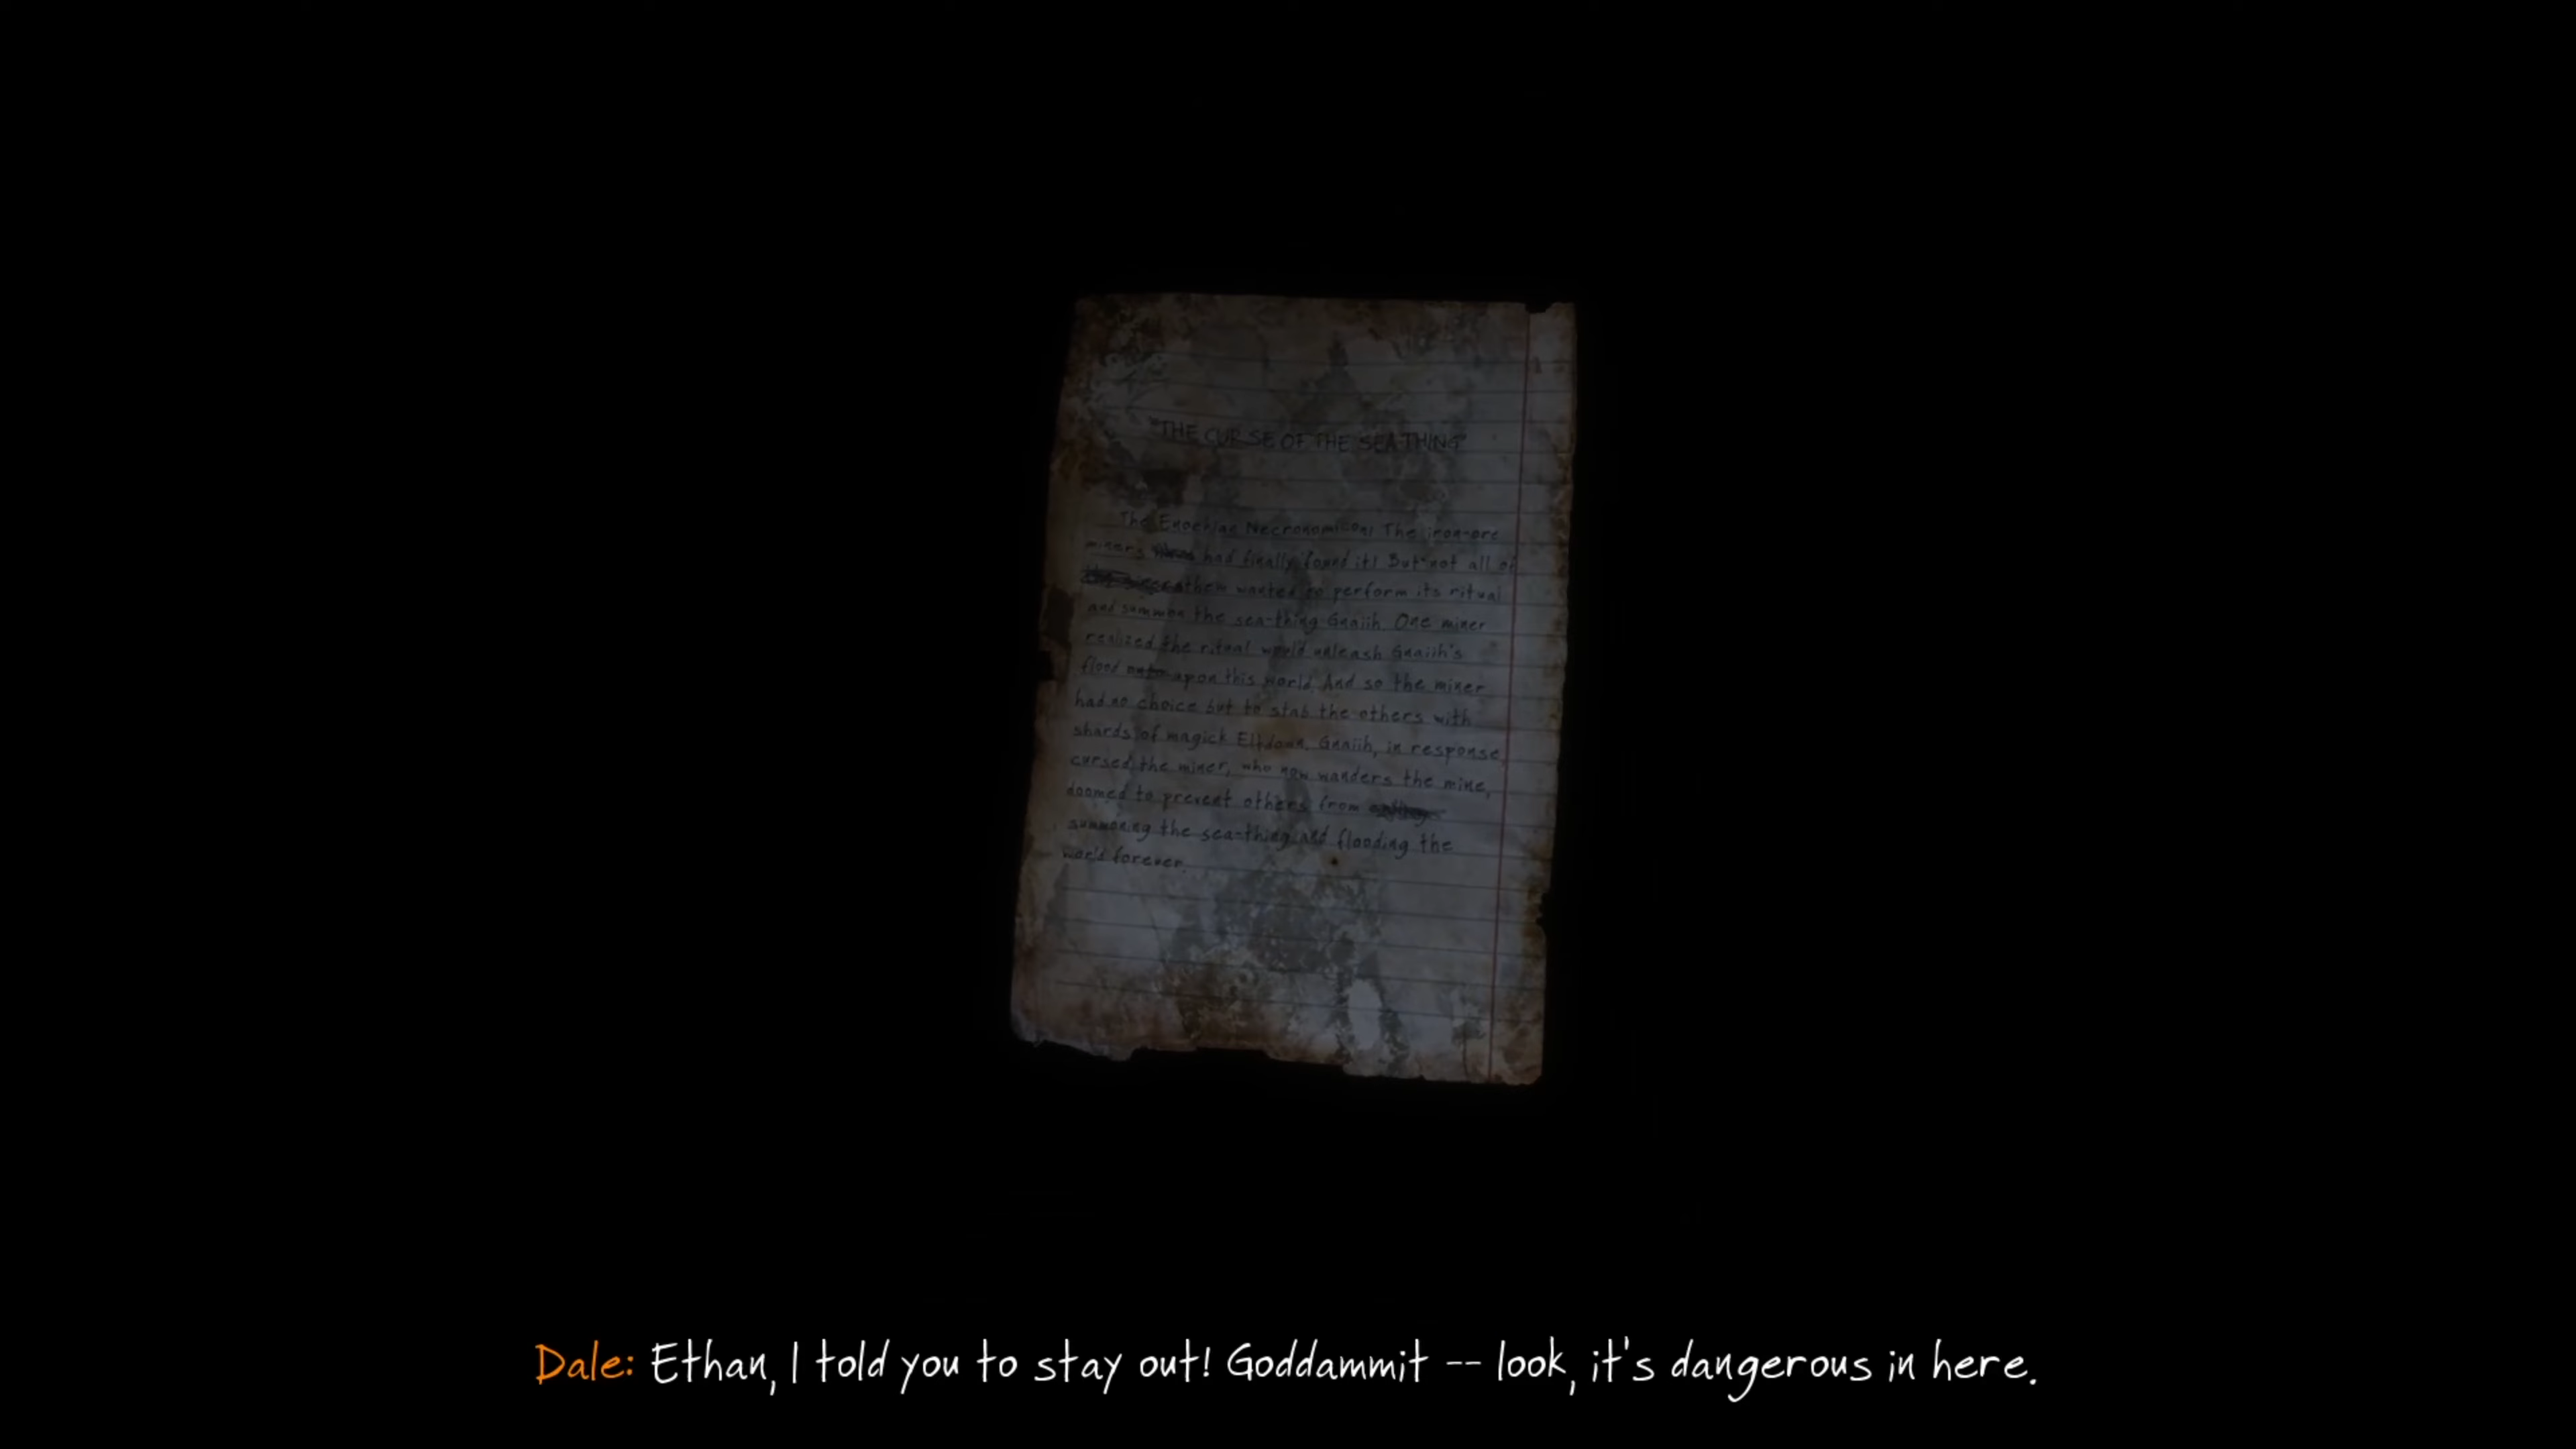 "THE CURSE OF THE SEA-THING"
The Enochian Necronomicon! The iron-ore
miners had finally found it! But not all of
them wanted to perform its ritual
and summon the sea-thing Gnaiih. One miner
realized the ritual would unleash Gnaiih's
flood onto upon this world. And so the miner
had no choice but to stab the others with
shards of magick Eltdown. Gnaiih, in response,
cursed the miner, who now wanders the mine,
doomed to prevent others from
summoning the sea-thing and flooding the
world forever.
Dale: Ethan, I told you to stay out! Goddammit -- look, it's dangerous in here.